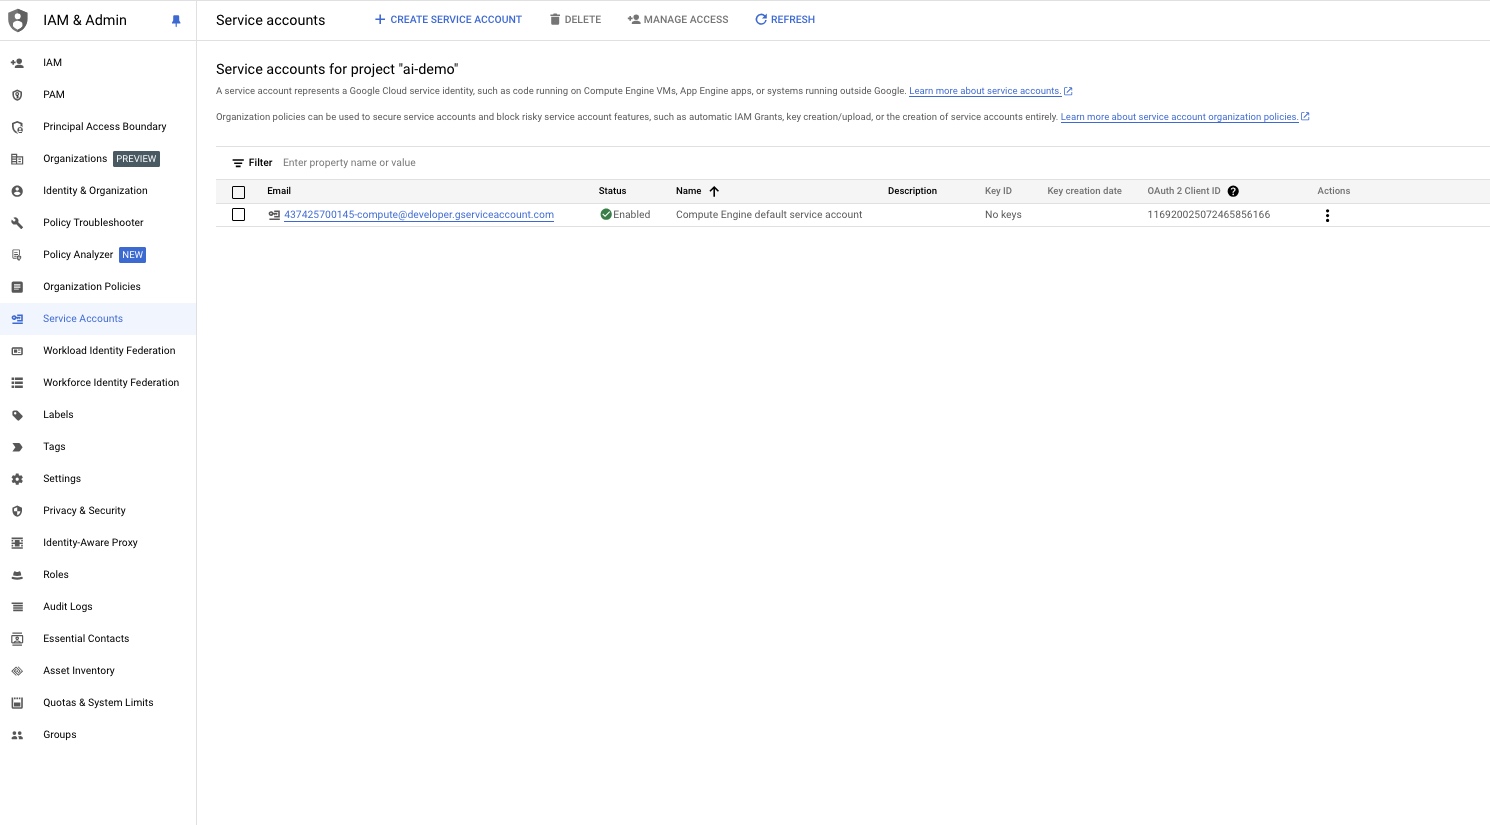 IAM & Admin
Service accounts
CREATE SERVICE ACCOUNT
DELETE
MANAGE ACCESS
REFRESH
IAM
PAM
Principal Access Boundary
Organizations PREVIEW
Identity & Organization
Policy Troubleshooter
Policy Analyzer NEW
Organization Policies
Service Accounts
Workload Identity Federation
Workforce Identity Federation
Labels
Tags
Settings
Privacy & Security
Identity-Aware Proxy
Roles
Audit Logs
Essential Contacts
Asset Inventory
Quotas & System Limits
Groups
Service accounts for project "ai-demo"
A service account represents a Google Cloud service identity, such as code running on Compute Engine VMs, App Engine apps, or systems running outside Google. Learn more about service accounts.
Organization policies can be used to secure service accounts and block risky service account features, such as automatic IAM Grants, key creation/upload, or the creation of service accounts entirely. Learn more about service account organization policies.
Filter Enter property name or value
Email Status Name Description Key ID Key creation date OAuth 2 Client ID ? Actions
437425700145-compute@developer.gserviceaccount.com Enabled Compute Engine default service account No keys 116920025072465856166